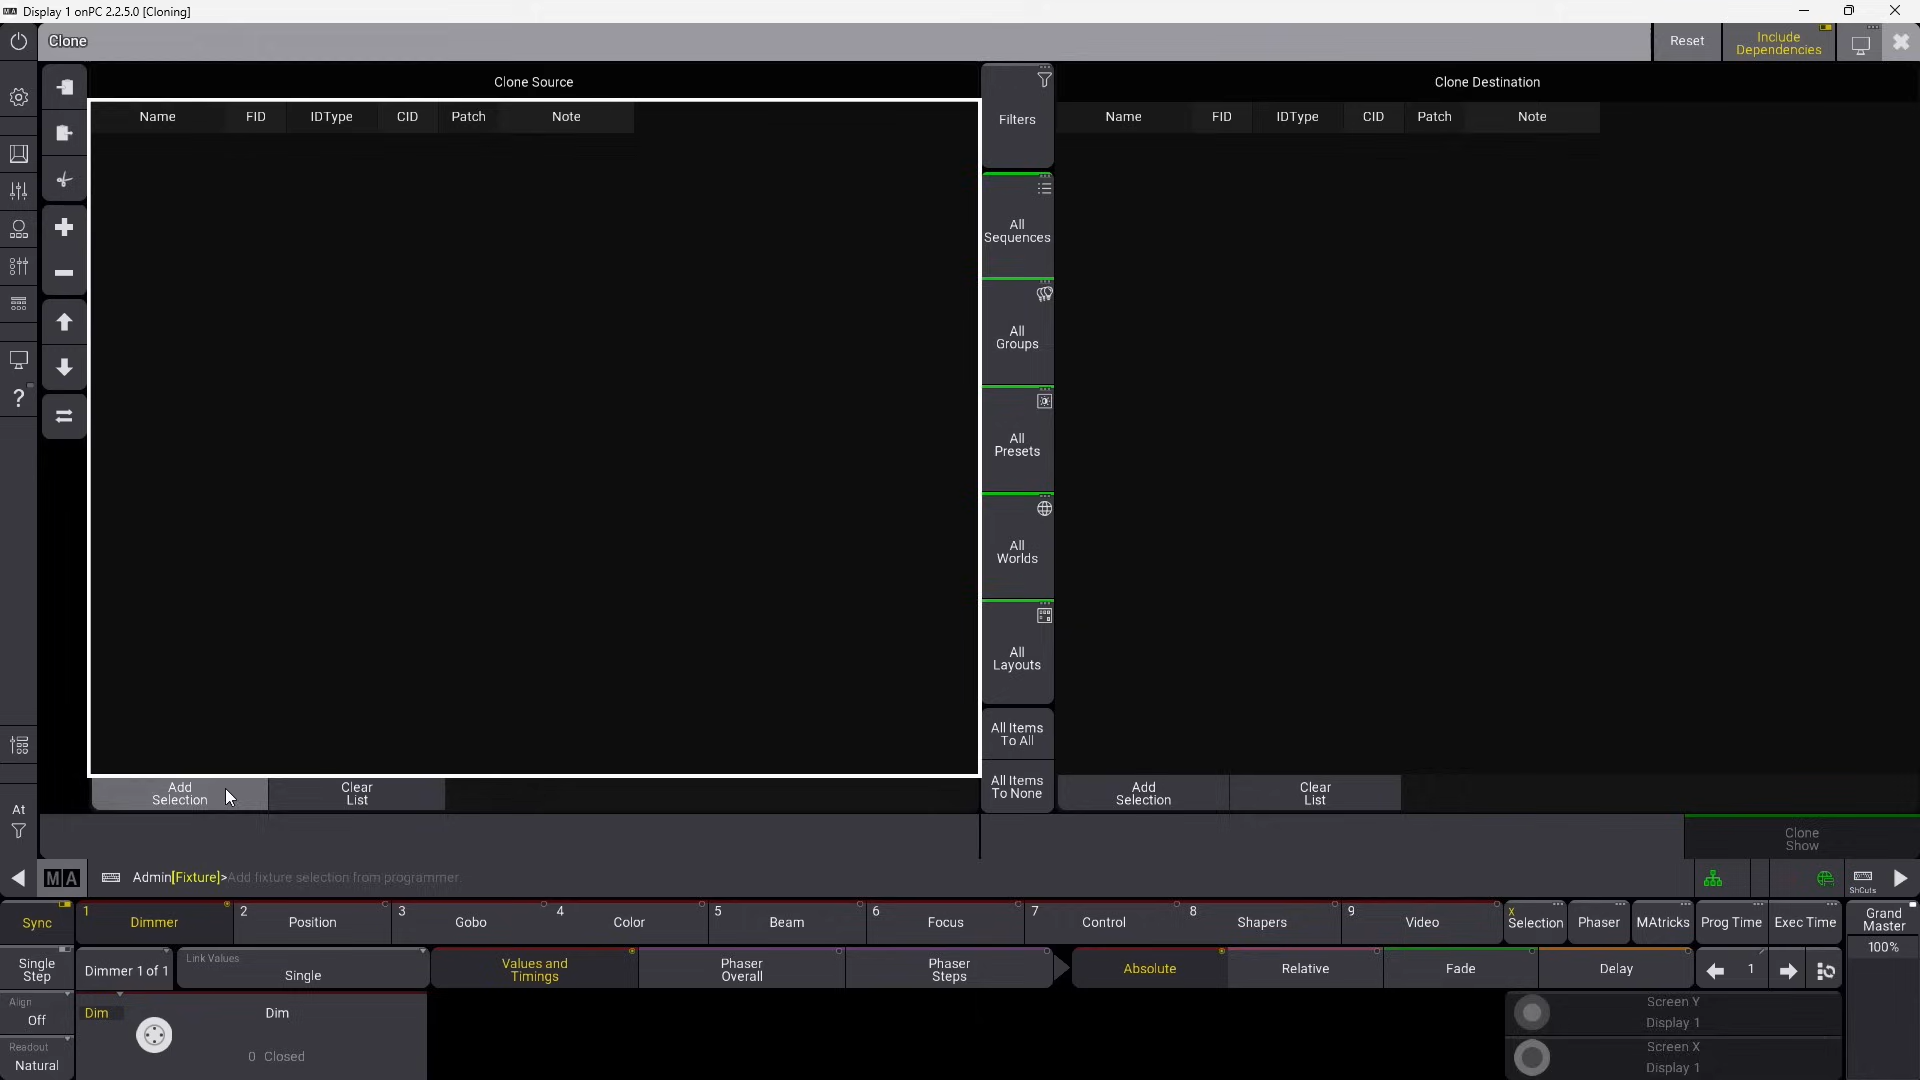 Display 1 onPC 2.2.5.0 [Cloning]
Clone
Reset
Include
Dependencies
Clone Source
Clone Destination
Name FID IDType CID Patch Note
Name FID IDType CID Patch Note
Filters
All
Sequences
All
Groups
All
Presets
All
Worlds
All
Layouts
All Items
To All
All Items
To None
?
At
Add
Selection
Clear
List
Add
Selection
Clear
List
Clone
Show
MA
Admin[Fixture]>Add fixture selection from programmer
ShCuts
Sync
1 Dimmer
2 Position
3 Gobo
4 Color
5 Beam
6 Focus
7 Control
8 Shapers
9 Video
X
Selection
Phaser
MAtricks
Prog Time
Exec Time
Grand
Master
100%
Single
Step
Dimmer 1 of 1
Link Values
Single
Values and
Timings
Phaser
Overall
Phaser
Steps
Absolute
Relative
Fade
Delay
1
Align
Off
Readout
Natural
Dim
Dim
0 Closed
Screen Y
Display 1
Screen X
Display 1